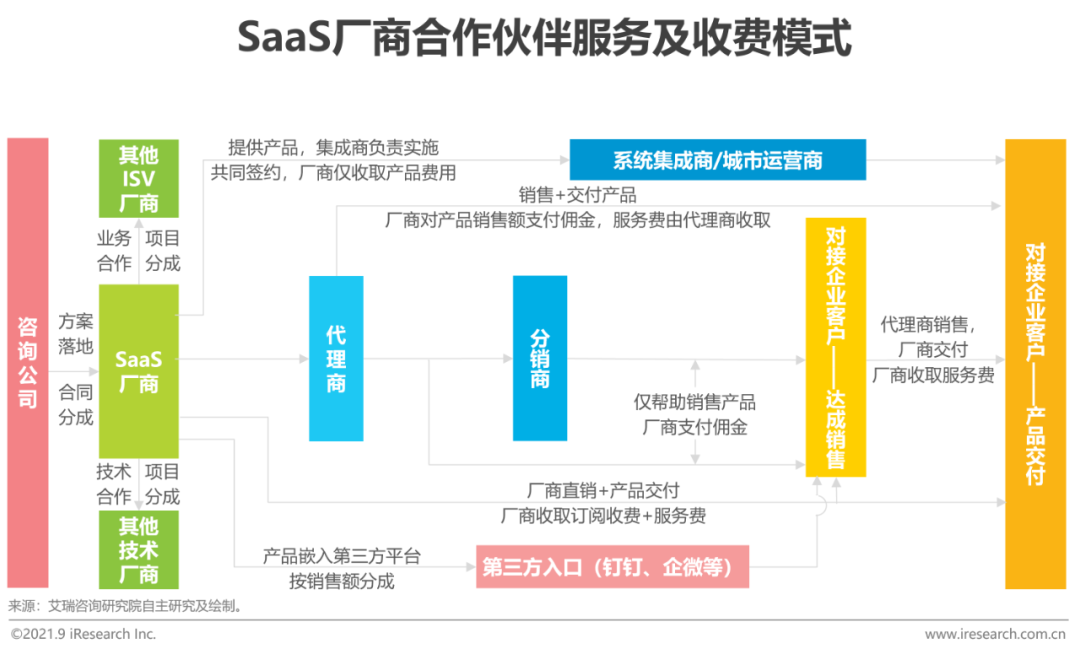 SaaS厂商合作伙伴服务及收费模式
咨询公司
方案
落地
合同
分成
其他
ISV
厂商
业务
合作
项目
分成
SaaS
厂商
技术
合作
项目
分成
其他
技术
厂商
提供产品，集成商负责实施
共同签约，厂商仅收取产品费用
系统集成商/城市运营商
销售+交付产品
厂商对产品销售额支付佣金，服务费由代理商收取
代理商
分销商
仅帮助销售产品
厂商支付佣金
对接企业客户——达成销售
代理商销售，
厂商交付
厂商收取服务费
对接企业客户——产品交付
厂商直销+产品交付
厂商收取订阅收费+服务费
产品嵌入第三方平台
按销售额分成
第三方入口（钉钉、企微等）
来源：艾瑞咨询研究院自主研究及绘制。
©2021.9 iResearch Inc.
www.iresearch.com.cn